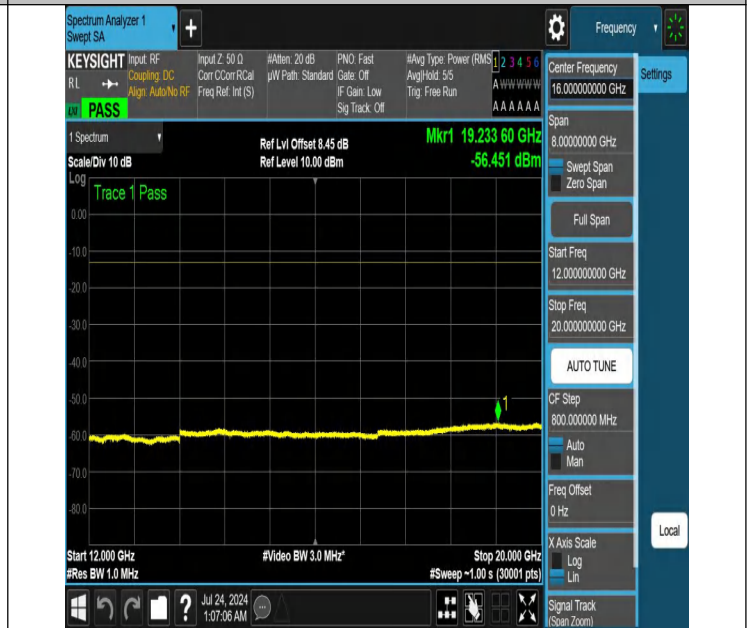 Spectrum Analyzer 1
Swept SA
+
Frequency
KEYSIGHT
RL
PASS
Input: RF
Coupling: DC
Align: Auto/No RF
Input Z: 50 Ω
Corr CCorr RCal
Freq Ref: Int (S)
#Atten: 20 dB
µW Path: Standard
PNO: Fast
Gate: Off
IF Gain: Low
Sig Track: Off
#Avg Type: Power (RMS
Avg|Hold: 5/5
Trig: Free Run
1 2 3 4 5 6
A W W W W W
A A A A A A
1 Spectrum
Scale/Div 10 dB
Ref Lvl Offset 8.45 dB
Ref Level 10.00 dBm
Mkr1 19.233 60 GHz
-56.451 dBm
Log
Trace 1 Pass
0.00
-10.0
-20.0
-30.0
-40.0
-50.0
-60.0
-70.0
-80.0
1
Start 12.000 GHz
#Res BW 1.0 MHz
#Video BW 3.0 MHz*
Stop 20.000 GHz
#Sweep ~1.00 s (30001 pts)
Center Frequency
16.000000000 GHz
Settings
Span
8.00000000 GHz
Swept Span
Zero Span
Full Span
Start Freq
12.000000000 GHz
Stop Freq
20.000000000 GHz
AUTO TUNE
CF Step
800.000000 MHz
Auto
Man
Freq Offset
0 Hz
X Axis Scale
Log
Lin
Local
Signal Track
(Span Zoom)
?
Jul 24, 2024
1:07:06 AM